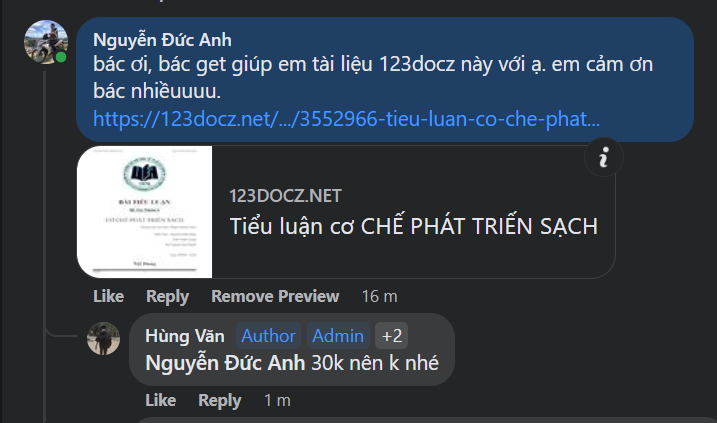 Nguyễn Đức Anh
bác ơi, bác get giúp em tài liệu 123docz này với ạ. em cảm ơn
bác nhiềuuuu.
https://123docz.net/.../3552966-tieu-luan-co-che-phat...
BÀI TIỂU LUẬN
CƠ CHẾ PHÁT TRIỂN SẠCH
123DOCZ.NET
Tiểu luận cơ CHẾ PHÁT TRIẾN SẠCH
Like Reply Remove Preview 16 m
Hùng Văn Author Admin +2
Nguyễn Đức Anh 30k nên k nhé
Like Reply 1 m